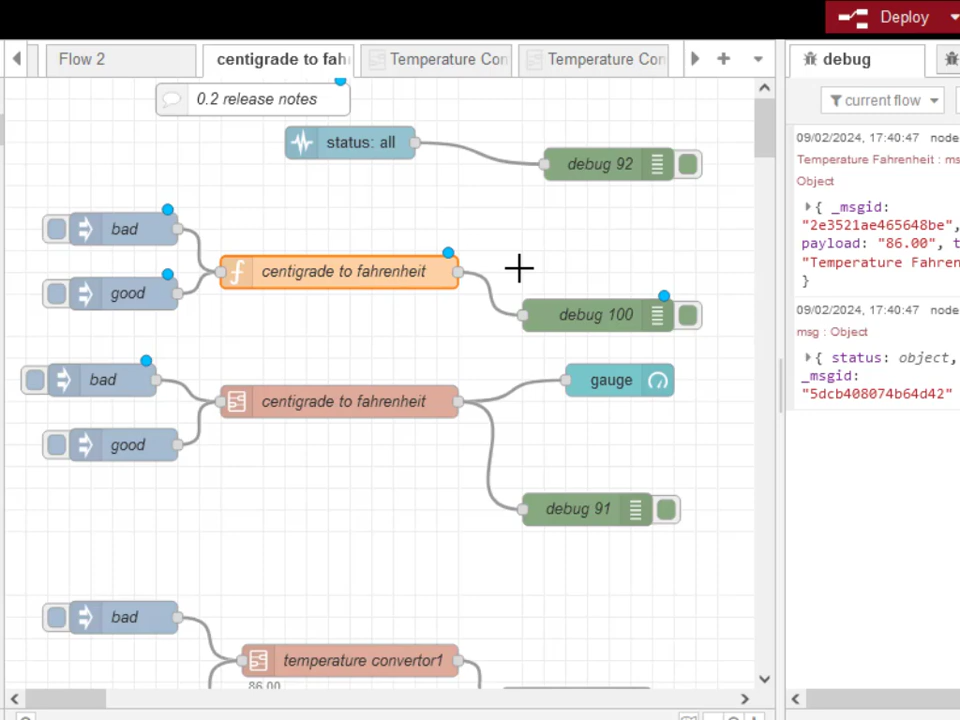 Deploy
Flow 2
centigrade to fah
Temperature Con
Temperature Con
debug
current flow
0.2 release notes
status: all
debug 92
bad
good
centigrade to fahrenheit
debug 100
bad
good
centigrade to fahrenheit
gauge
debug 91
bad
temperature convertor1
86.00
09/02/2024, 17:40:47 node
Temperature Fahrenheit : ms
Object
{ _msgid:
"2e3521ae465648be",
payload: "86.00", t
"Temperature Fahren
}
09/02/2024, 17:40:47 node
msg : Object
{ status: object,
_msgid:
"5dcb408074b64d42"